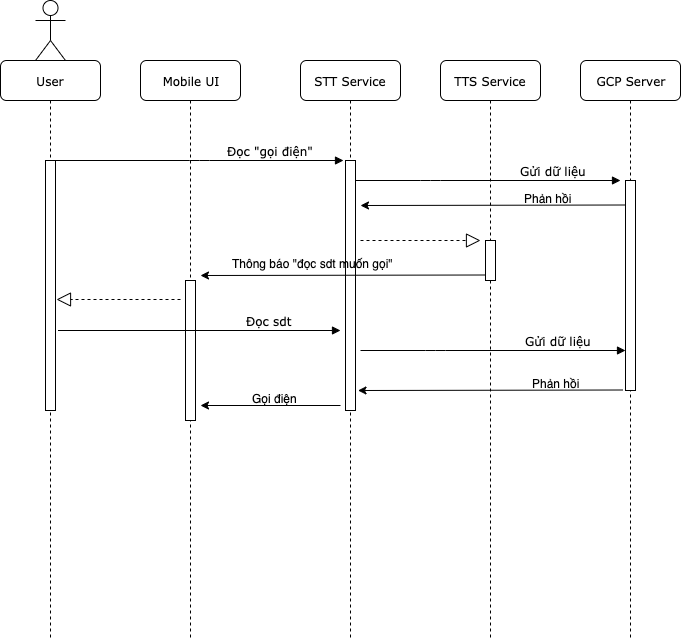 User
Mobile UI
STT Service
TTS Service
GCP Server
Đọc "gọi điện"
Gửi dữ liệu
Phản hồi
Thông báo "đọc sdt muốn gọi"
Đọc sdt
Gửi dữ liệu
Phản hồi
Gọi điện